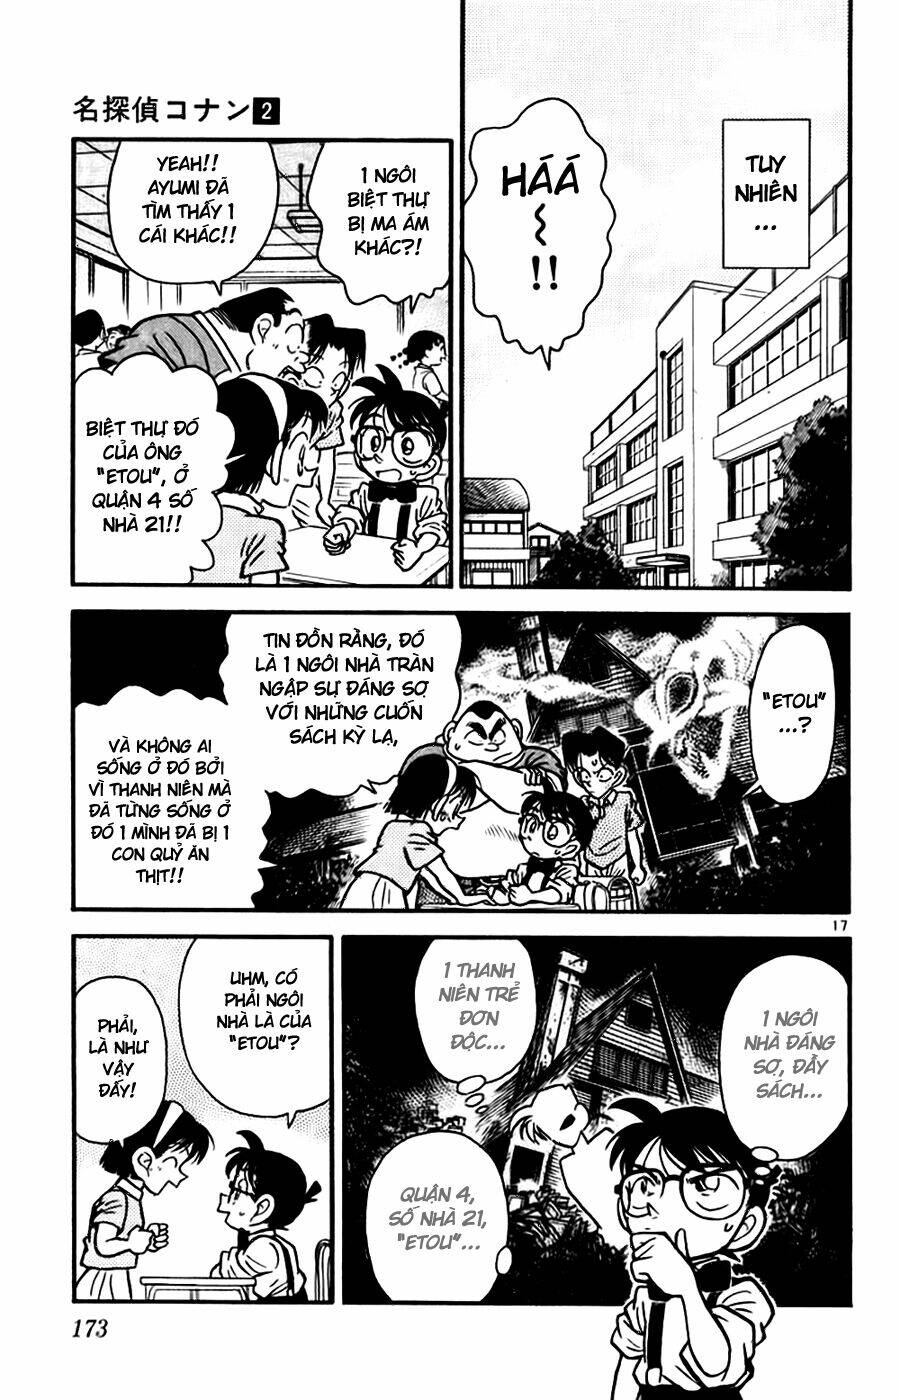 名探偵コナン2
TUY
NHIÊN
...
HÁÁ
~
!!
1 NGÔI
BIỆT THỰ
BỊ MA ÁM
KHÁC?!
YEAH!!
AYUMI ĐÃ
TÌM THẤY 1
CÁI KHÁC!!
BIỆT THỰ ĐÓ
CỦA ÔNG
"ETOU", Ở
QUẬN 4 SỐ
NHÀ 21!!
"ETOU"
...?
TIN ĐỒN RẰNG, ĐÓ
LÀ 1 NGÔI NHÀ TRÀN
NGẬP SỰ ĐÁNG SỢ
VỚI NHỮNG CUỐN
SÁCH KỲ LẠ,
VÀ KHÔNG AI
SỐNG Ở ĐÓ BỞI
VÌ THANH NIÊN MÀ
ĐÃ TỪNG SỐNG Ở
ĐÓ 1 MÌNH ĐÃ BỊ 1
CON QUỶ ĂN
THỊT!!
17
1 NGÔI
NHÀ ĐÁNG
SỢ, ĐẦY
SÁCH...
1 THANH
NIÊN TRẺ
ĐƠN
ĐỘC...
QUẬN 4,
SỐ NHÀ 21,
"ETOU"...
UHM, CÓ
PHẢI NGÔI
NHÀ LÀ CỦA
"ETOU"?
PHẢI,
LÀ NHƯ
VẬY
ĐẤY!
173